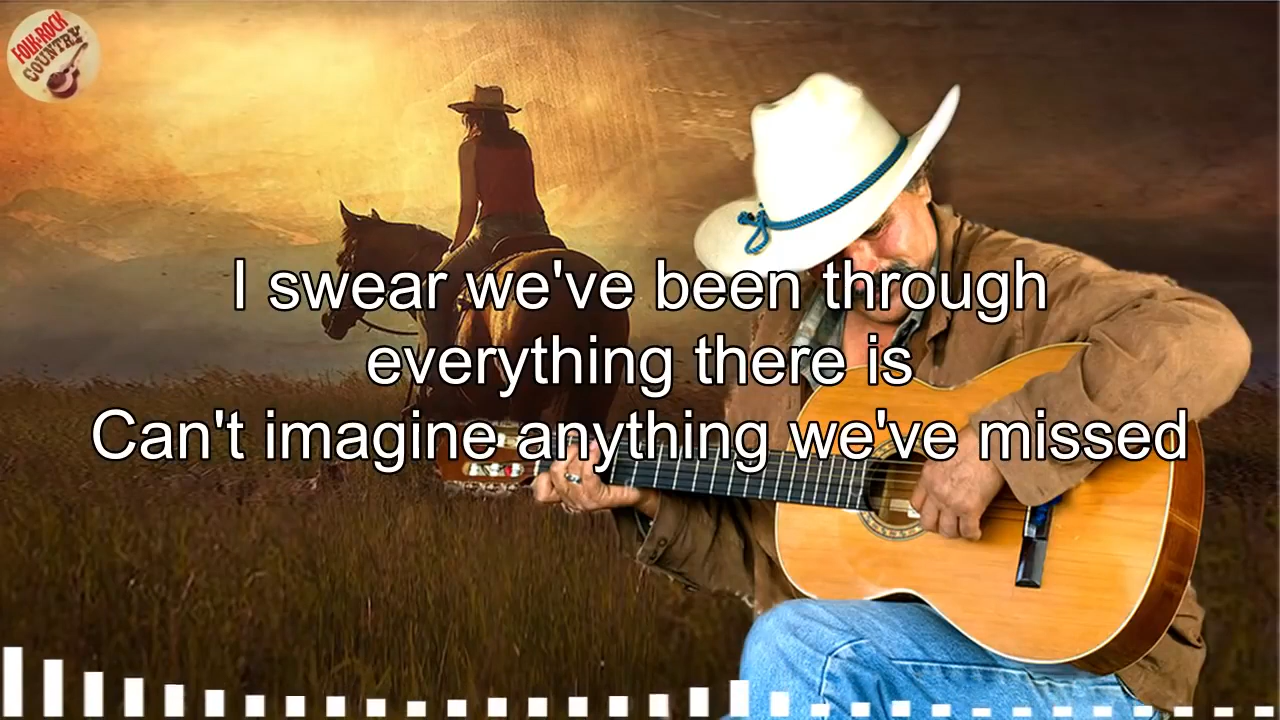 FOLK-ROCK
COUNTRY
I swear we've been through
everything there is
Can't imagine anything we've missed